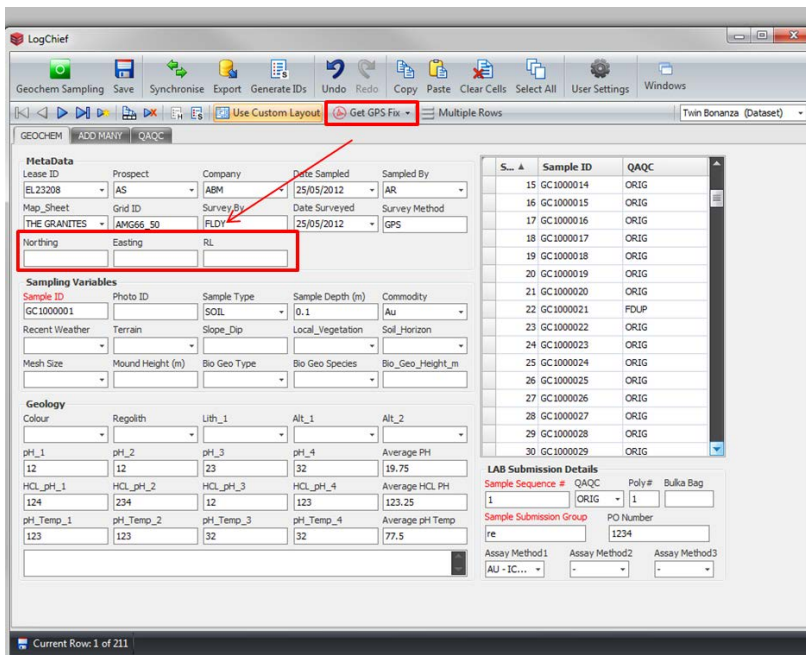 LogChief
Geochem Sampling Save Synchronise Export Generate IDs Undo Redo Copy Paste Clear Cells Select All User Settings Windows
Use Custom Layout Get GPS Fix Multiple Rows Twin Bonanza (Dataset)
GEOCHEM ADD MANY QAQC
MetaData
Lease ID Prospect Company Date Sampled Sampled By
EL23208 AS ABM 25/05/2012 AR
Map_Sheet Grid ID Survey By Date Surveyed Survey Method
THE GRANITES AMG66_50 FLDY 25/05/2012 GPS
Northing Easting RL
Sampling Variables
Sample ID Photo ID Sample Type Sample Depth (m) Commodity
GC1000001 SOIL 0.1 Au
Recent Weather Terrain Slope_Dip Local_Vegetation Soil_Horizon
Mesh Size Mound Height (m) Bio Geo Type Bio Geo Species Bio_Geo_Height_m
Geology
Colour Regolith Lith_1 Alt_1 Alt_2
pH_1 pH_2 pH_3 pH_4 Average PH
12 12 23 32 19.75
HCL_pH_1 HCL_pH_2 HCL_pH_3 HCL_pH_4 Average HCL PH
124 234 12 123 123.25
pH_Temp_1 pH_Temp_2 pH_Temp_3 pH_Temp_4 Average pH Temp
123 123 32 32 77.5
S... Sample ID QAQC
15 GC1000014 ORIG
16 GC1000015 ORIG
17 GC1000016 ORIG
18 GC1000017 ORIG
19 GC1000018 ORIG
20 GC1000019 ORIG
21 GC1000020 ORIG
22 GC1000021 FDUP
23 GC1000022 ORIG
24 GC1000023 ORIG
25 GC1000024 ORIG
26 GC1000025 ORIG
27 GC1000026 ORIG
28 GC1000027 ORIG
29 GC1000028 ORIG
30 GC1000029 ORIG
LAB Submission Details
Sample Sequence # QAQC Poly# Bulka Bag
1 ORIG 1
Sample Submission Group PO Number
re 1234
Assay Method1 Assay Method2 Assay Method3
AU - IC... - -
Current Row: 1 of 211